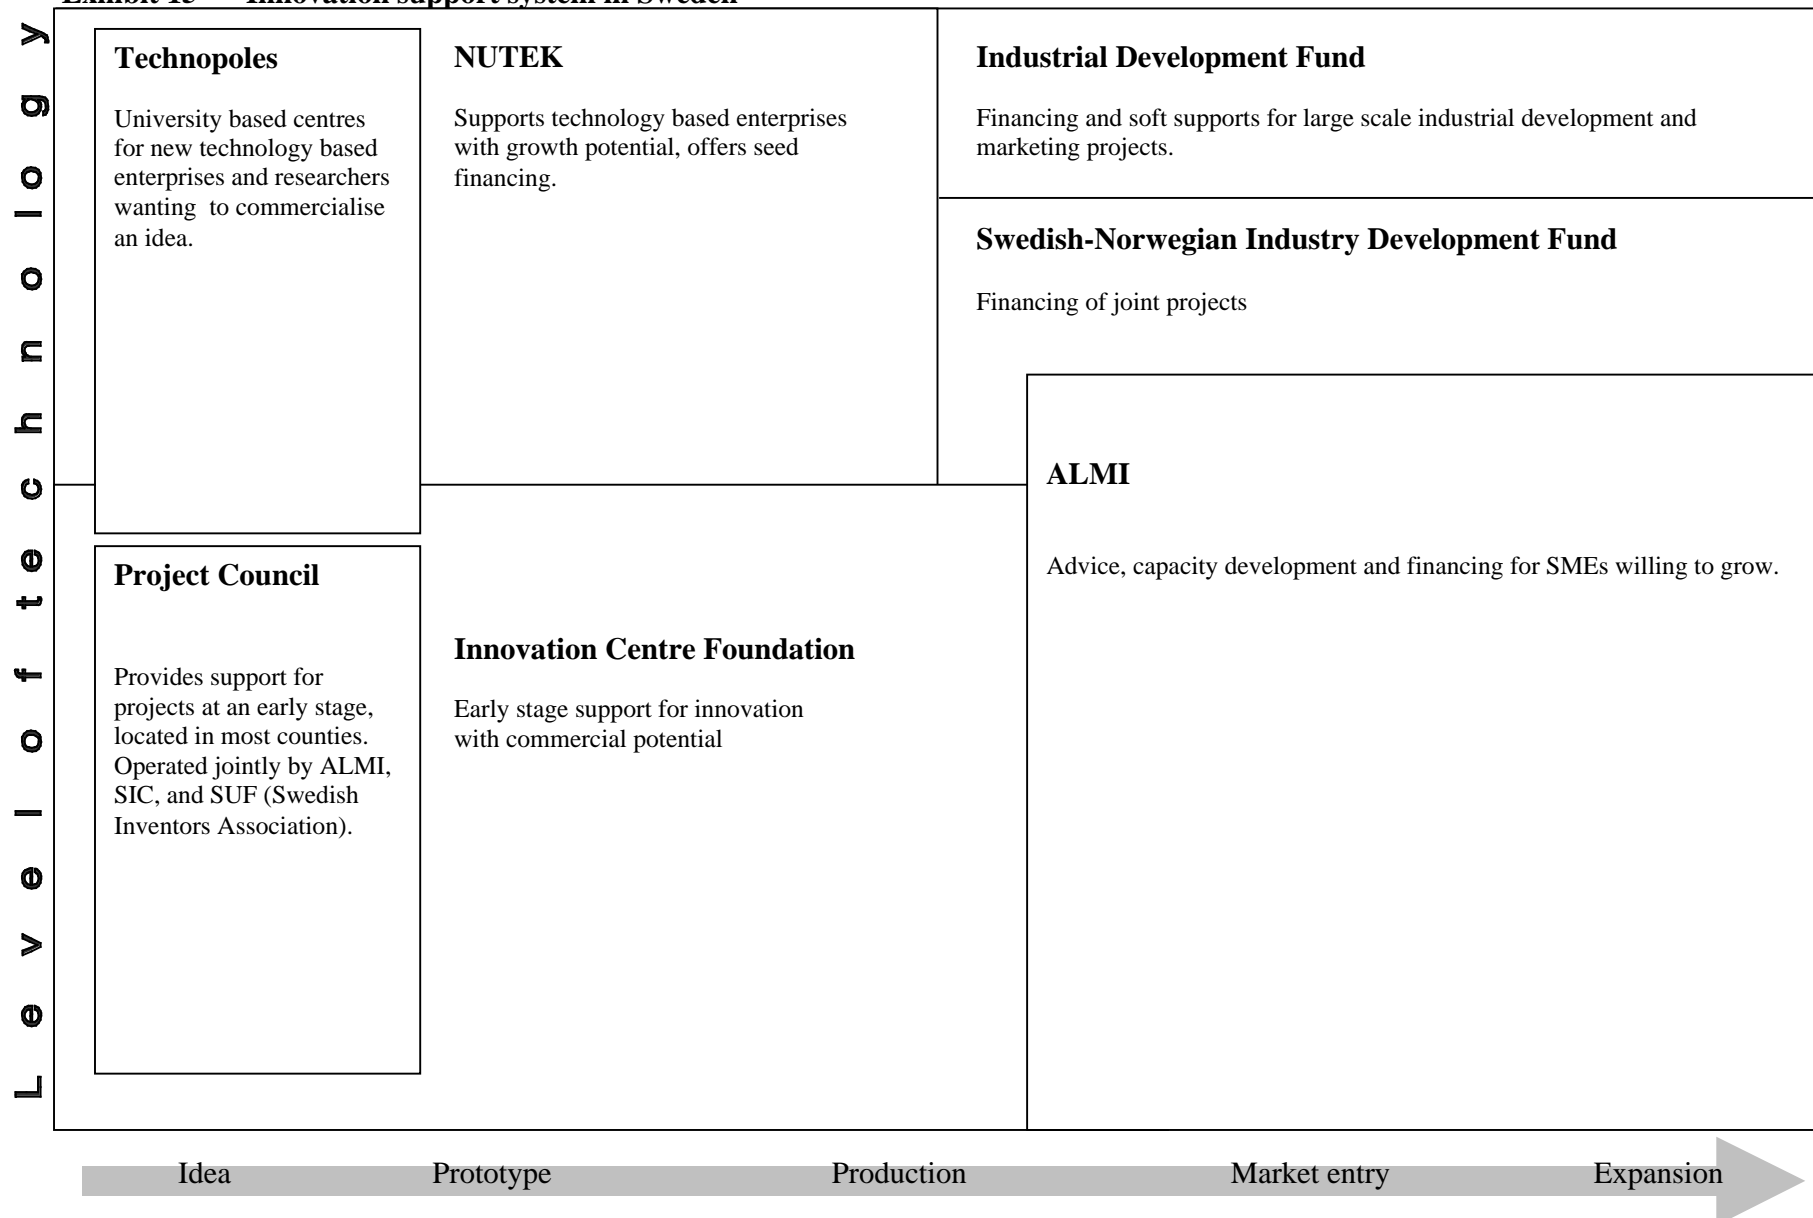 Exhibit 15 Innovation support system in Sweden
Level of technology
Technopoles
University based centres
for new technology based
enterprises and researchers
wanting to commercialise
an idea.
NUTEK
Supports technology based enterprises
with growth potential, offers seed
financing.
Industrial Development Fund
Financing and soft supports for large scale industrial development and
marketing projects.
Swedish-Norwegian Industry Development Fund
Financing of joint projects
ALMI
Advice, capacity development and financing for SMEs willing to grow.
Project Council
Provides support for
projects at an early stage,
located in most counties.
Operated jointly by ALMI,
SIC, and SUF (Swedish
Inventors Association).
Innovation Centre Foundation
Early stage support for innovation
with commercial potential
Idea Prototype Production Market entry Expansion